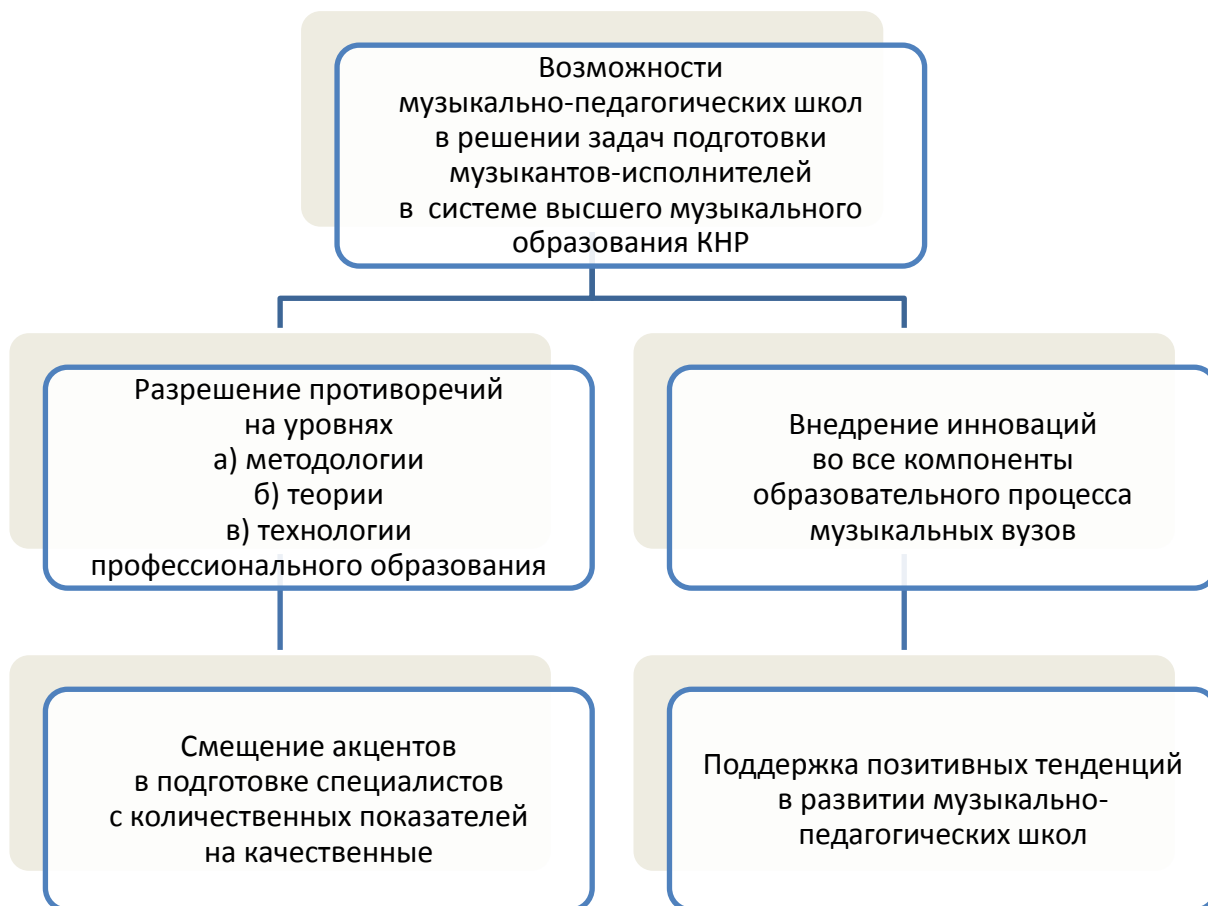 Возможности
музыкально-педагогических школ
в решении задач подготовки
музыкантов-исполнителей
в системе высшего музыкального
образования КНР
Разрешение противоречий
на уровнях
а) методологии
б) теории
в) технологии
профессионального образования
Внедрение инноваций
во все компоненты
образовательного процесса
музыкальных вузов
Смещение акцентов
в подготовке специалистов
с количественных показателей
на качественные
Поддержка позитивных тенденций
в развитии музыкально-
педагогических школ